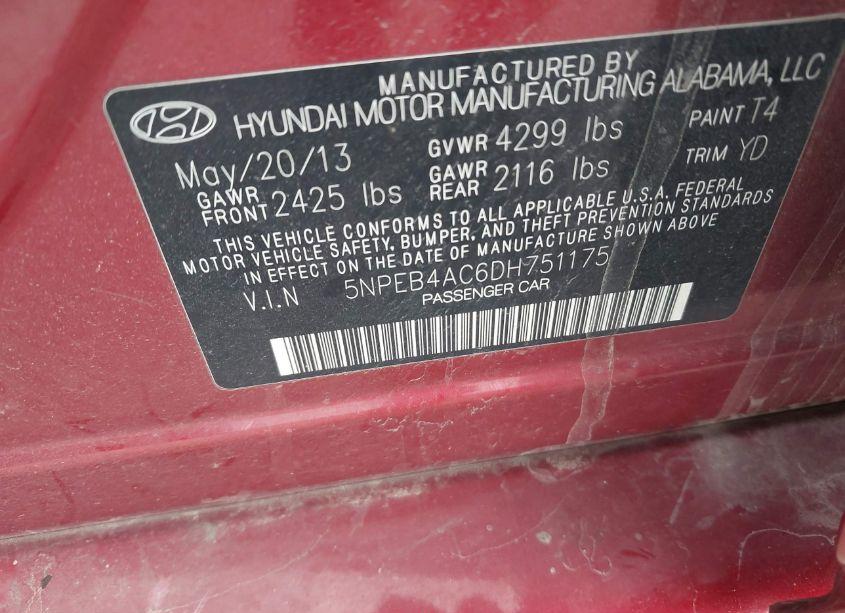 MANUFACTURED BY
HYUNDAI MOTOR MANUFACTURING ALABAMA, LLC
May/20/13 GVWR 4299 lbs PAINT T4
GAWR FRONT 2425 lbs GAWR REAR 2116 lbs TRIM YD
THIS VEHICLE CONFORMS TO ALL APPLICABLE U.S.A. FEDERAL
MOTOR VEHICLE SAFETY, BUMPER, AND THEFT PREVENTION STANDARDS
IN EFFECT ON THE DATE OF MANUFACTURE SHOWN ABOVE
V.I.N 5NPEB4AC6DH751175
PASSENGER CAR